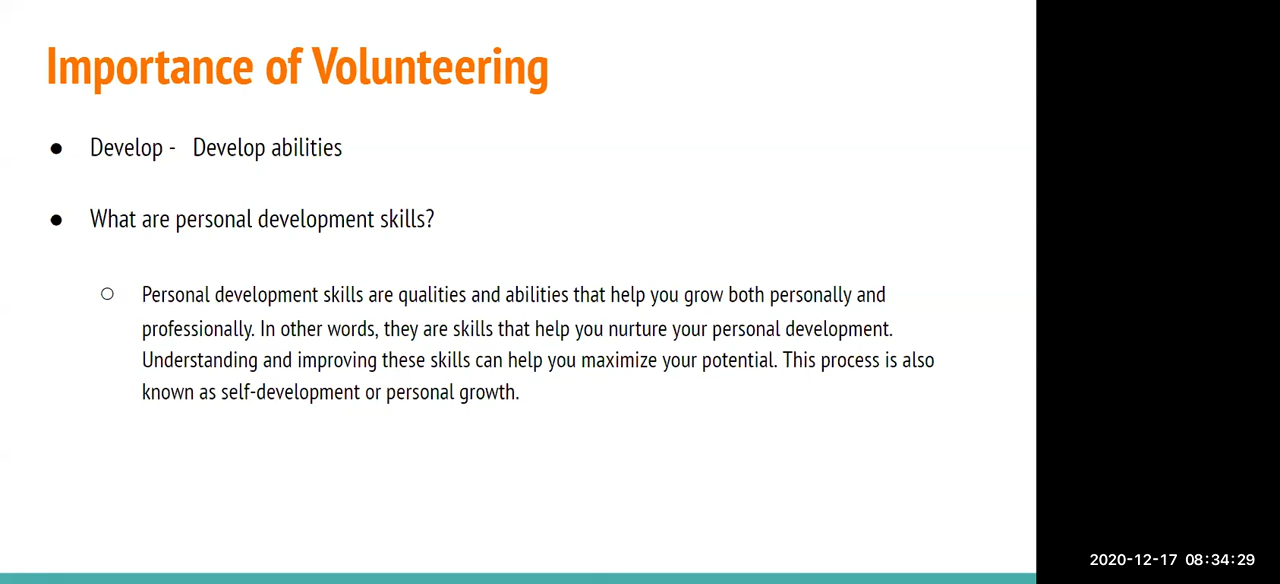 Importance of Volunteering
● Develop - Develop abilities
● What are personal development skills?
○ Personal development skills are qualities and abilities that help you grow both personally and
professionally. In other words, they are skills that help you nurture your personal development.
Understanding and improving these skills can help you maximize your potential. This process is also
known as self-development or personal growth.
2020-12-17 08:34:29